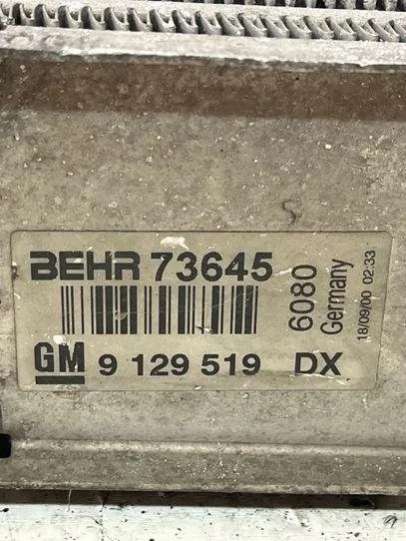 BEHR 73645
GM 9 129 519 DX
6080
Germany
18/09/00 02:33